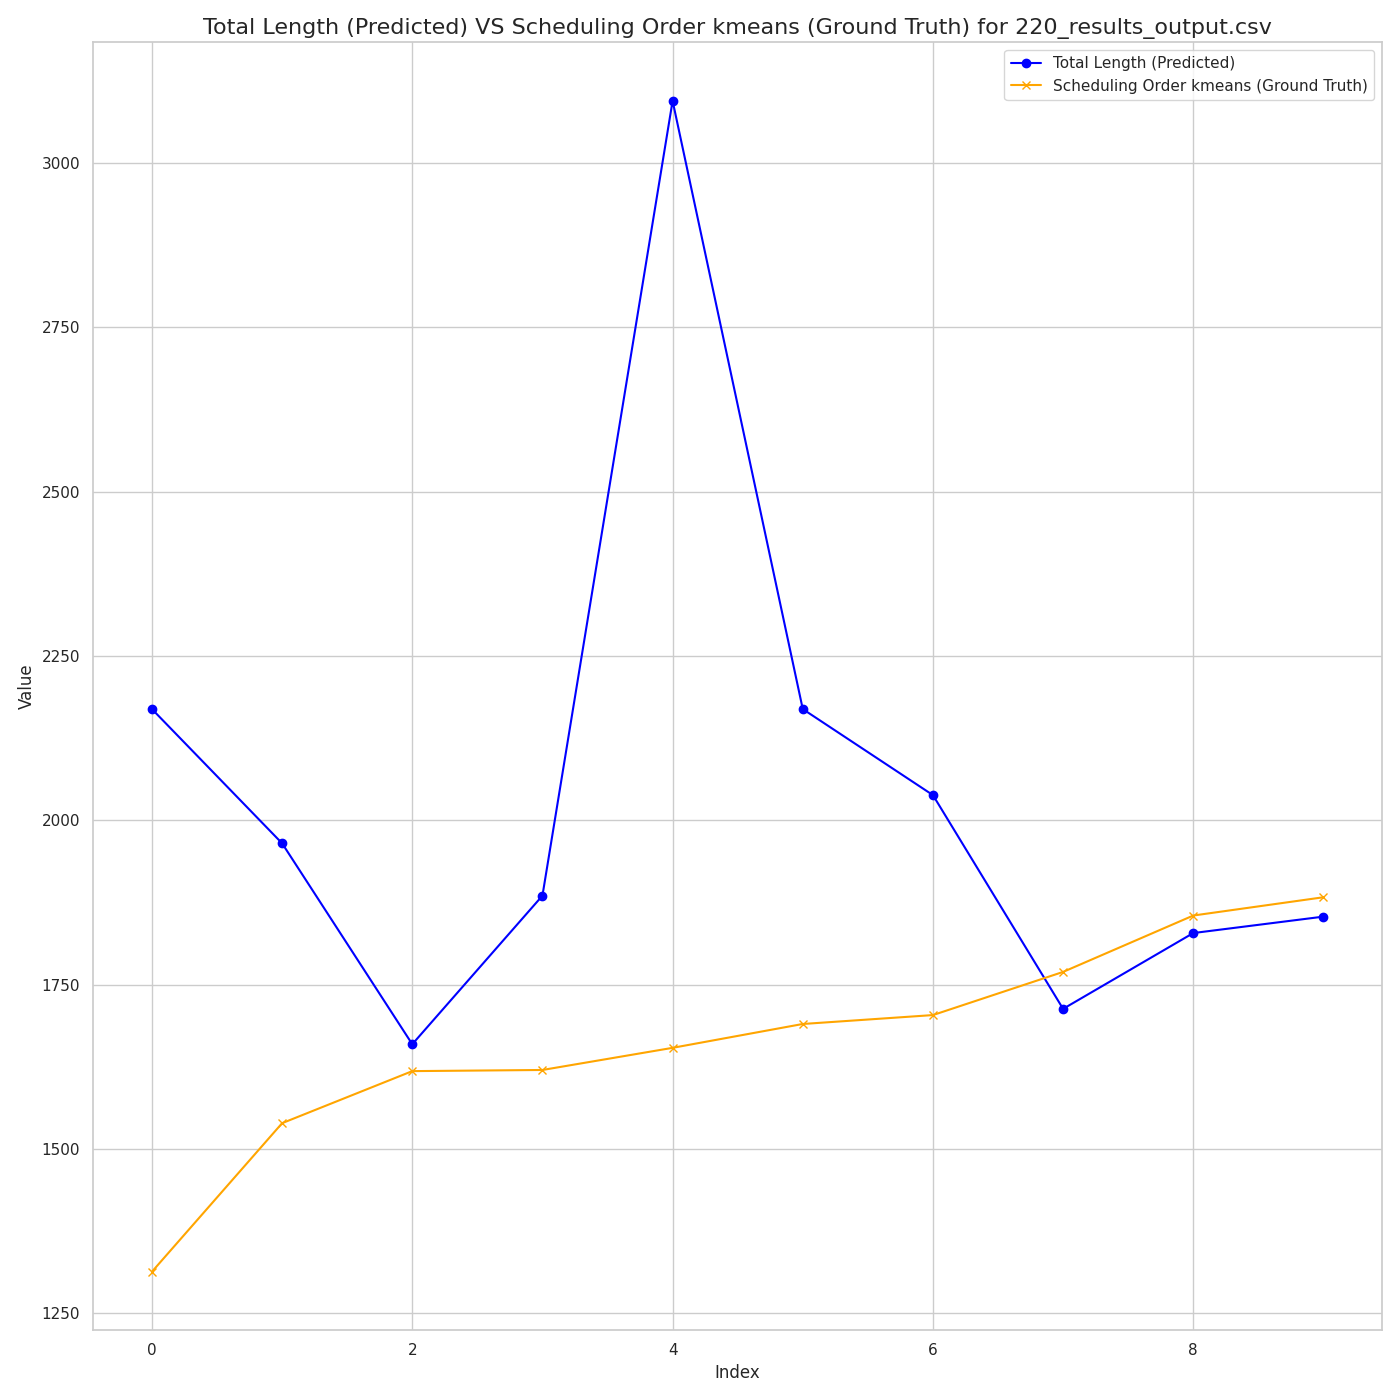 Total Length (Predicted) VS Scheduling Order kmeans (Ground Truth) for 220_results_output.csv
Total Length (Predicted)
Scheduling Order kmeans (Ground Truth)
3000
2750
2500
2250
2000
1750
1500
1250
Value
0 2 4 6 8
Index